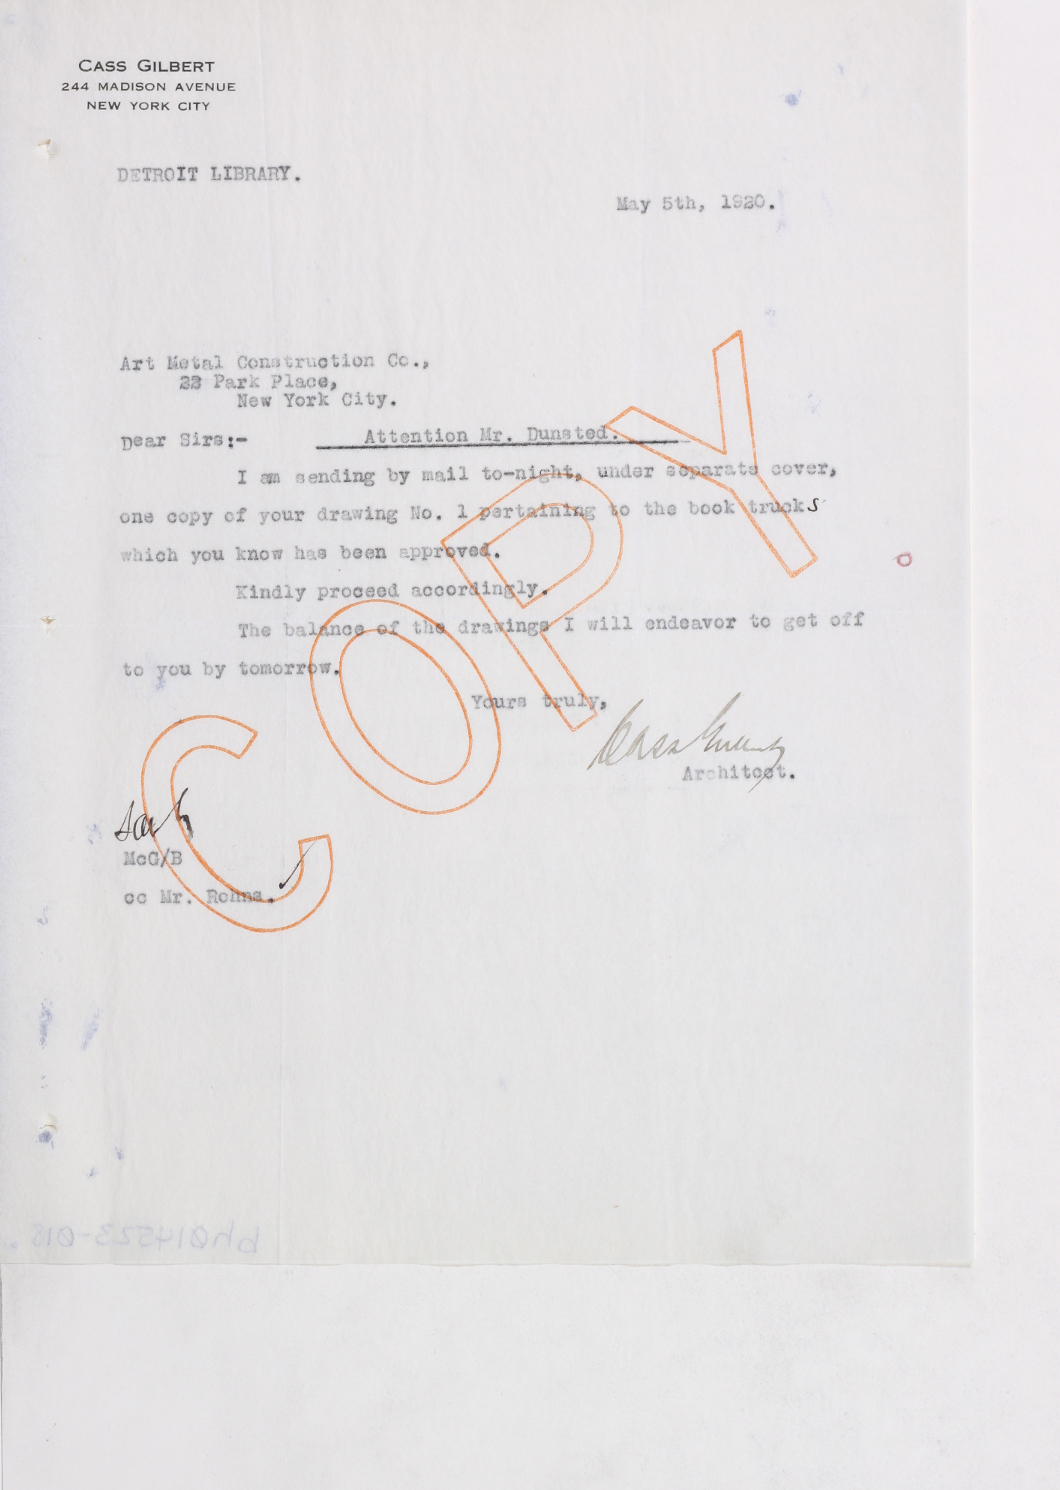 CASS GILBERT
244 MADISON AVENUE
NEW YORK CITY
DETROIT LIBRARY.
May 5th, 1920.
Art Metal Construction Co.,
Park Place,
New York City.
Dear Sirs:-
Attention Mr. Dunsted.
I am sending by mail to-night, under separate cover,
one copy of your drawing No. 1 pertaining to the book trucks
which you know has been approved.
Kindly proceed accordingly.
The balance of the drawings I will endeavor to get off
to you by tomorrow.
Yours truly,
Cass Gilbert
Architect.
McG/B
cc Mr. Rohns.
COPY
bh014523-018